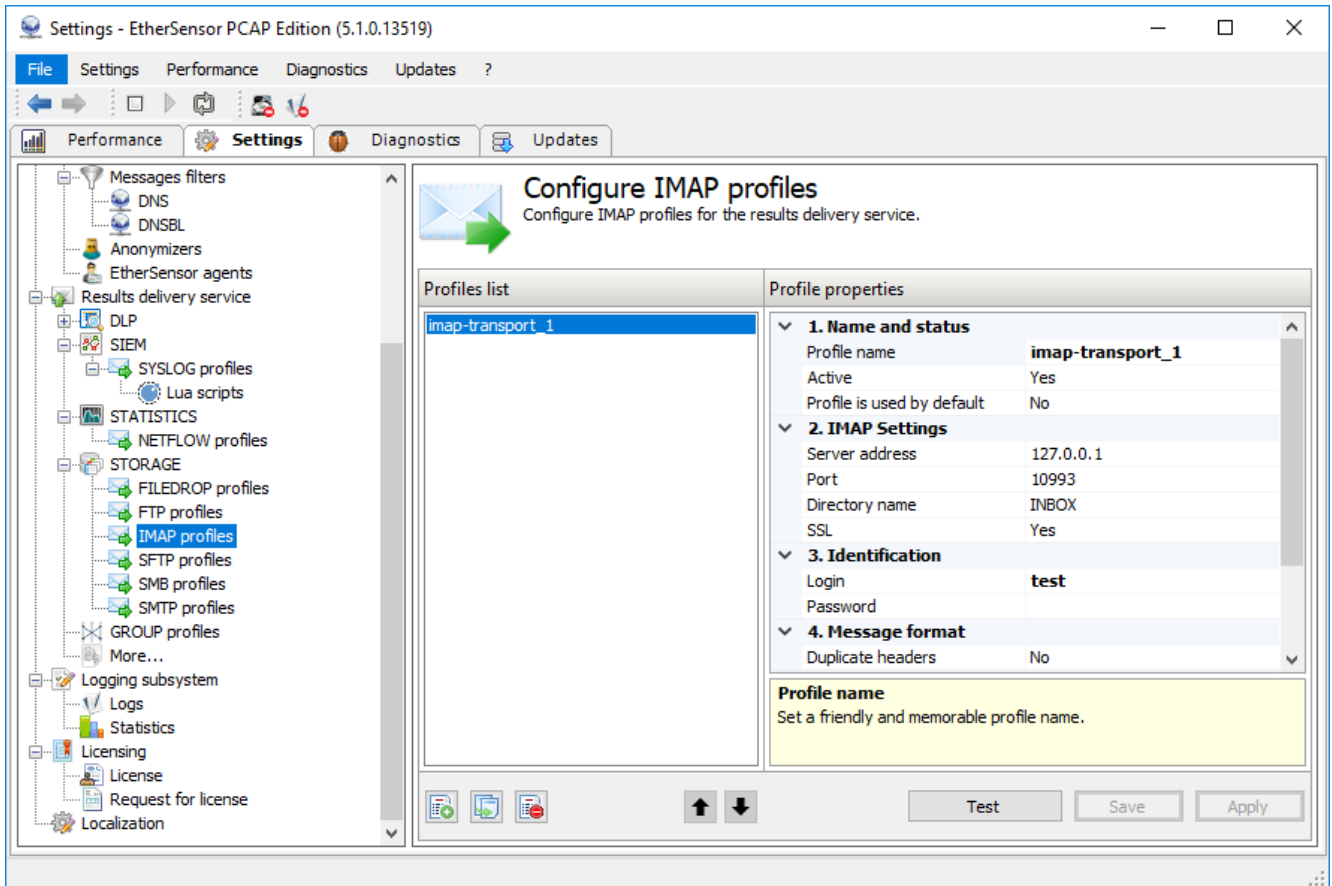 Settings - EtherSensor PCAP Edition (5.1.0.13519)
File Settings Performance Diagnostics Updates ?
Performance Settings Diagnostics Updates
Messages filters
DNS
DNSBL
Anonymizers
EtherSensor agents
Results delivery service
DLP
SIEM
SYSLOG profiles
Lua scripts
STATISTICS
NETFLOW profiles
STORAGE
FILEDROP profiles
FTP profiles
IMAP profiles
SFTP profiles
SMB profiles
SMTP profiles
GROUP profiles
More...
Logging subsystem
Logs
Statistics
Licensing
License
Request for license
Localization
Configure IMAP profiles
Configure IMAP profiles for the results delivery service.
Profiles list
imap-transport_1
Profile properties
1. Name and status
Profile name imap-transport_1
Active Yes
Profile is used by default No
2. IMAP Settings
Server address 127.0.0.1
Port 10993
Directory name INBOX
SSL Yes
3. Identification
Login test
Password
4. Message format
Duplicate headers No
Profile name
Set a friendly and memorable profile name.
Test Save Apply